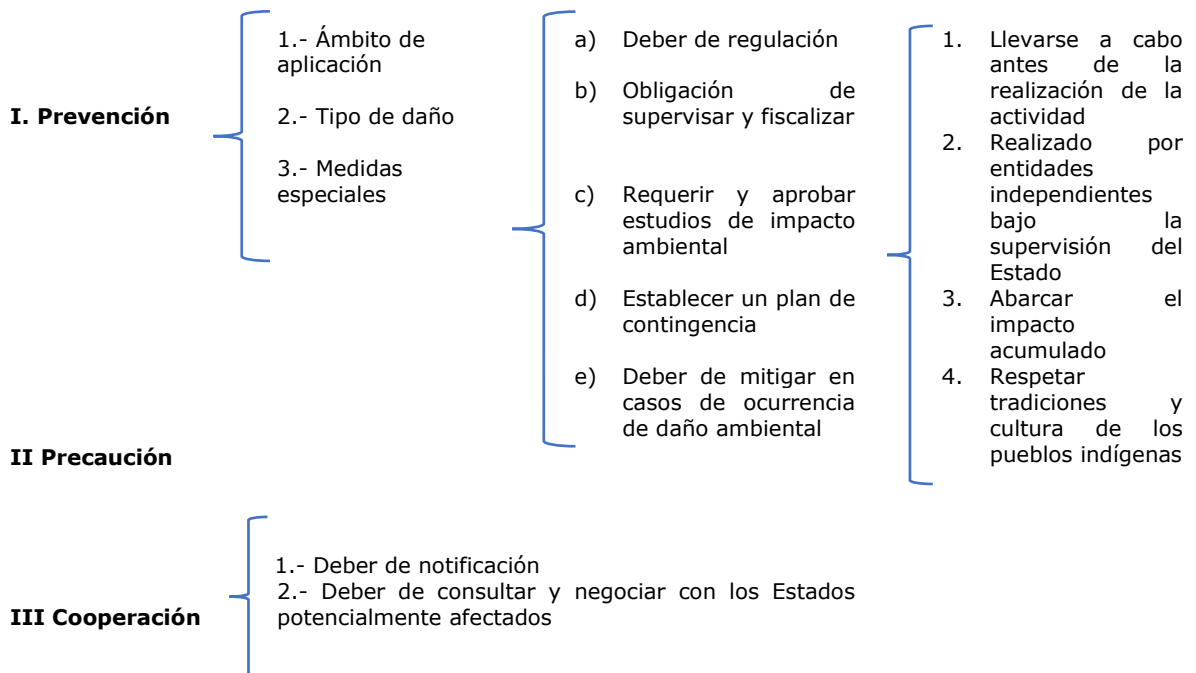 I. Prevención
1.- Ámbito de
aplicación
2.- Tipo de daño
3.- Medidas
especiales
a) Deber de regulación
b) Obligación de
supervisar y fiscalizar
c) Requerir y aprobar
estudios de impacto
ambiental
d) Establecer un plan de
contingencia
e) Deber de mitigar en
casos de ocurrencia
de daño ambiental
1. Llevarse a cabo
antes de la
realización de la
actividad
2. Realizado por
entidades
independientes
bajo la
supervisión del
Estado
3. Abarcar el
impacto
acumulado
4. Respetar
tradiciones y
cultura de los
pueblos indígenas
II Precaución
III Cooperación
1.- Deber de notificación
2.- Deber de consultar y negociar con los Estados
potencialmente afectados